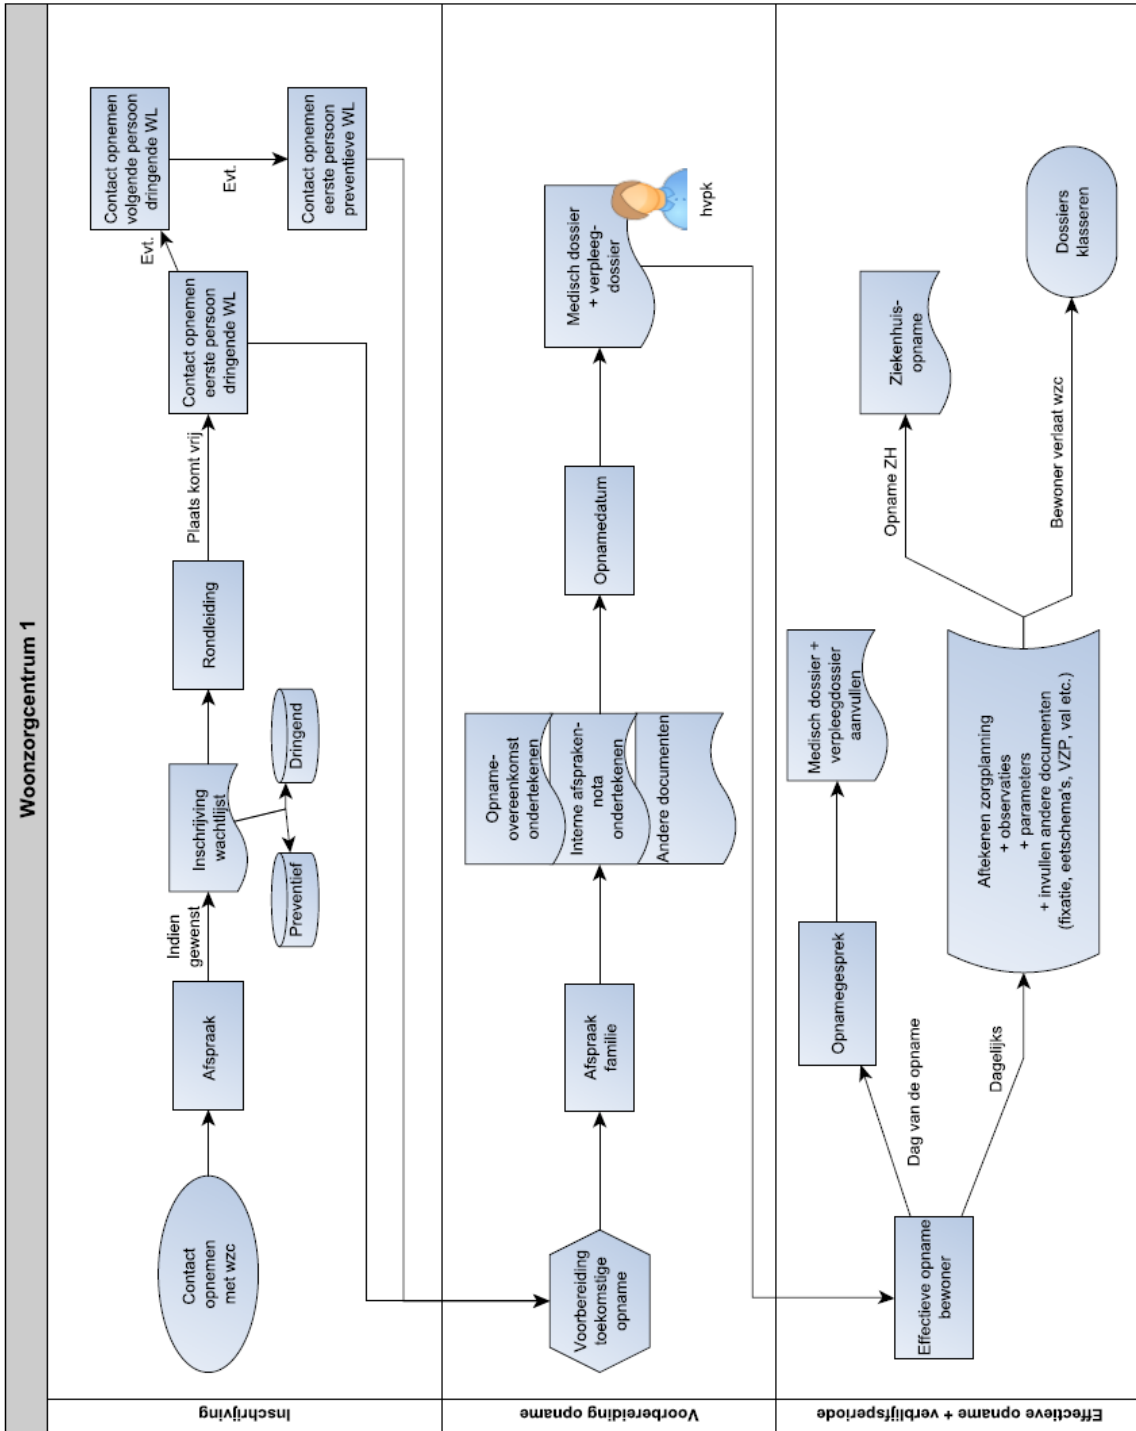 Woonzorgcentrum 1
Inschrijving
Contact
opnemen
met wzc
Afspraak
Indien
gewenst
Inschrijving
wachtlijst
Preventief
Dringend
Rondleiding
Plaats komt vrij
Contact opnemen
eerste persoon
dringende WL
Evt.
Contact opnemen
volgende persoon
dringende WL
Evt.
Contact opnemen
eerste persoon
preventieve WL
Voorbereiding opname
Voorbereiding
toekomstige
opname
Afspraak
familie
Opname-
overeenkomst
ondertekenen
Interne afspraken-
nota
ondertekenen
Andere documenten
Opnamedatum
Medisch dossier
+ verpleeg-
dossier
hvpk
Effectieve opname + verblijfsperiode
Effectieve opname
bewoner
Dag van de opname
Opnamegesprek
Medisch dossier +
verpleegdossier
aanvullen
Dagelijks
Aftekenen zorgplanning
+ observaties
+ parameters
+ invullen andere documenten
(fixatie, eetschema's, VZP, val etc.)
Opname ZH
Ziekenhuis-
opname
Bewoner verlaat wzc
Dossiers
klasseren